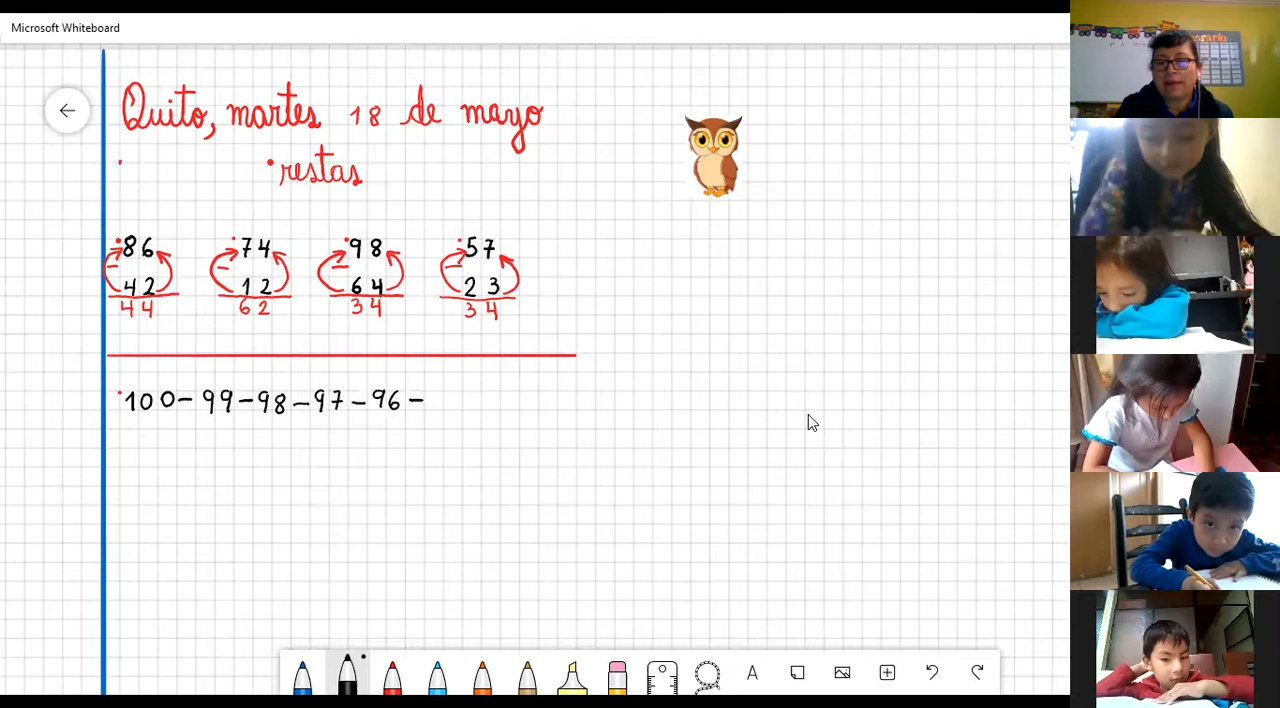 Microsoft Whiteboard
Quito, martes 18 de mayo
restas
86 74 98 57
- - - -
42 12 64 23
44 62 34 34
100- 99-98-97-96-
horario
A